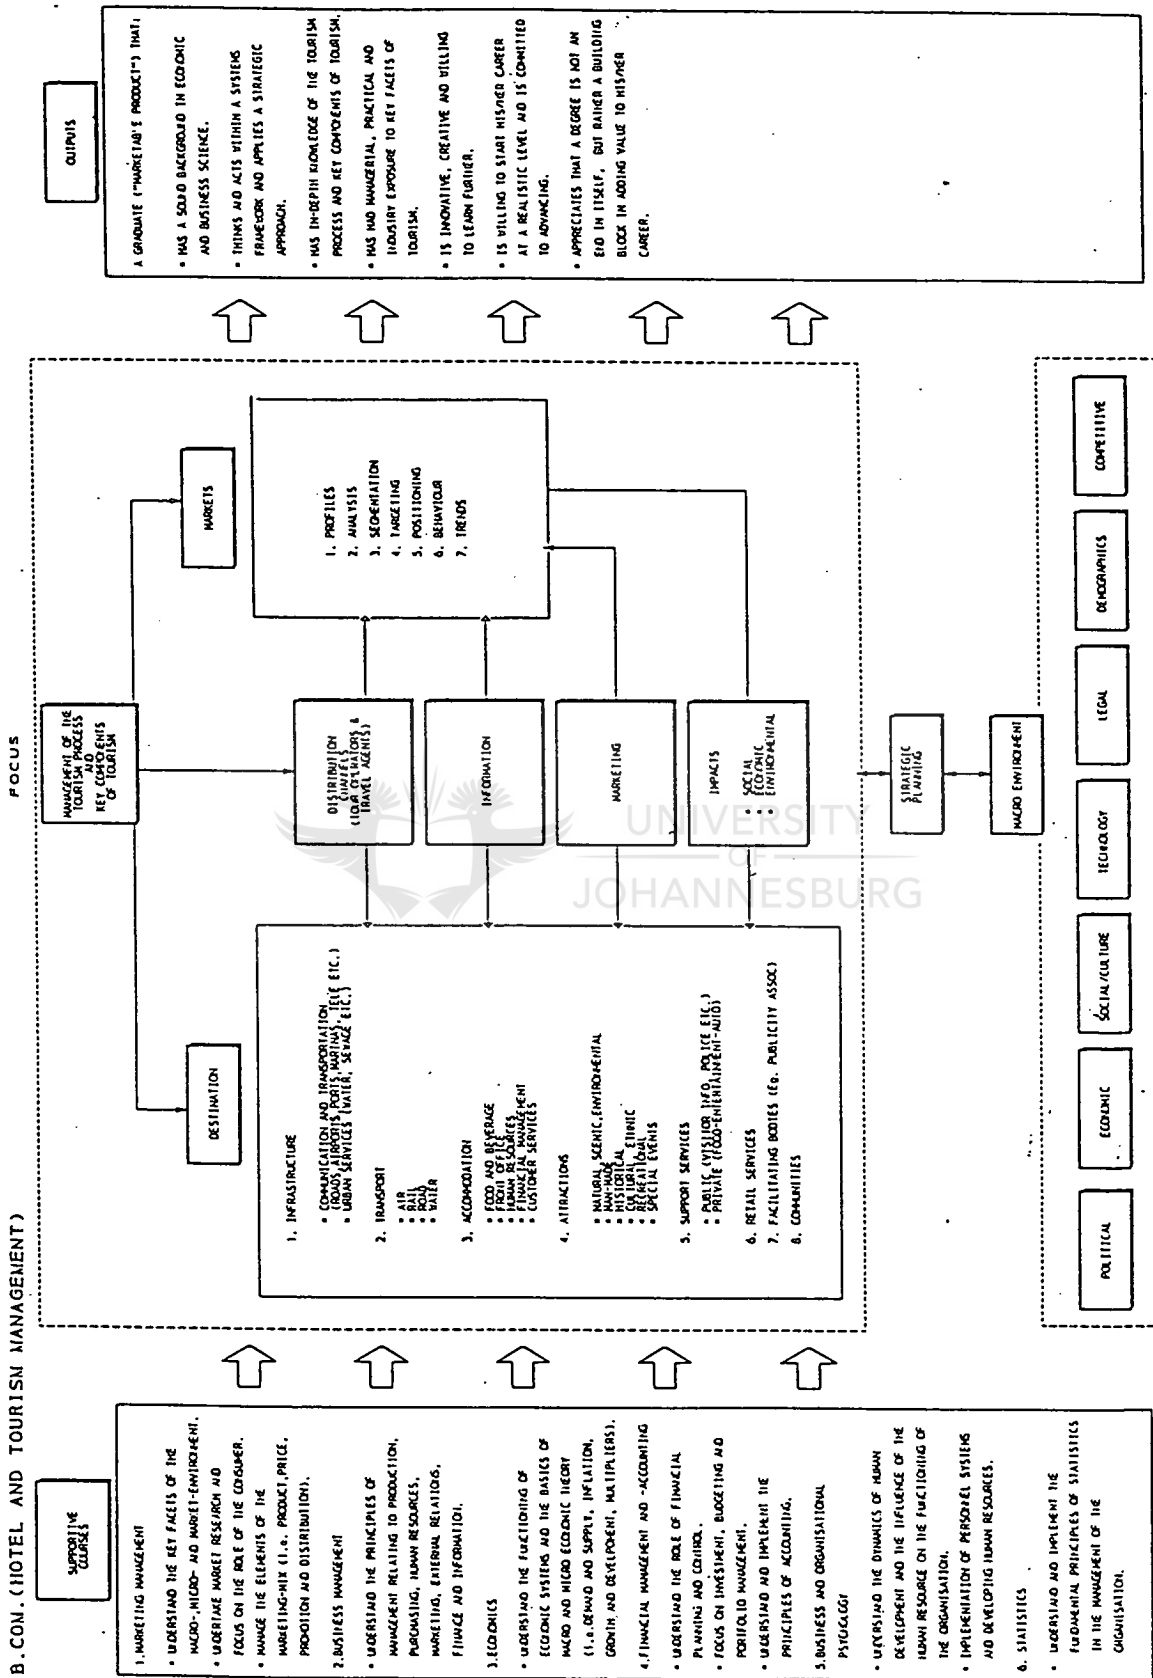 B.COM.(HOTEL AND TOURISM MANAGEMENT)
FOCUS
SUPPORTIVE
COURSES
1.MARKETING MANAGEMENT
• UNDERSTAND THE KEY FACETS OF THE
MACRO-,MICRO- AND MARKET-ENVIRONMENT.
• UNDERTAKE MARKET RESEARCH AND
FOCUS ON THE ROLE OF THE CONSUMER.
• MANAGE THE ELEMENTS OF THE
MARKETING-MIX (i.e. PRODUCT,PRICE,
PROMOTION AND DISTRIBUTION).
2.BUSINESS MANAGEMENT
• UNDERSTAND THE PRINCIPLES OF
MANAGEMENT RELATING TO PRODUCTION,
PURCHASING, HUMAN RESOURCES,
MARKETING, EXTERNAL RELATIONS,
FINANCE AND INFORMATION.
3.ECONOMICS
• UNDERSTAND THE FUNCTIONING OF
ECONOMIC SYSTEMS AND THE BASICS OF
MACRO AND MICRO ECONOMIC THEORY
(i.e.DEMAND AND SUPPLY, INFLATION,
GROWTH AND DEVELOPMENT, MULTIPLIERS).
4.FINANCIAL MANAGEMENT AND -ACCOUNTING
• UNDERSTAND THE ROLE OF FINANCIAL
PLANNING AND CONTROL.
• FOCUS ON INVESTMENT, BUDGETING AND
PORTFOLIO MANAGEMENT.
• UNDERSTAND AND IMPLEMENT THE
PRINCIPLES OF ACCOUNTING.
5.BUSINESS AND ORGANISATIONAL
PSYCOLOGY
• UNDERSTAND THE DYNAMICS OF HUMAN
DEVELOPMENT AND THE INFLUENCE OF THE
HUMAN RESOURCE ON THE FUNCTIONING OF
THE ORGANISATION.
• IMPLEMENTATION OF PERSONNEL SYSTEMS
AND DEVELOPING HUMAN RESOURCES.
6. STATISTICS
• UNDERSTAND AND IMPLEMENT THE
FUNDAMENTAL PRINCIPLES OF STATISTICS
IN THE MANAGEMENT OF THE
ORGANISATION.
MANAGEMENT OF THE
TOURISM PROCESS
AND
KEY COMPONENTS
OF TOURISM
DESTINATION
MARKETS
1. INFRASTRUCTURE
• COMMUNICATION AND TRANSPORTATION
(ROADS,AIRPORTS,PORTS,MARINAS, TELE ETC.)
• URBAN SERVICES (WATER, SEWAGE ETC.)
2. TRANSPORT
• AIR
• RAIL
• ROAD
• WATER
3. ACCOMMODATION
• FOOD AND BEVERAGE
• FRONT OFFICE
• HUMAN RESOURCES
• FINANCIAL MANAGEMENT
• CUSTOMER SERVICES
4. ATTRACTIONS
• NATURAL SCENIC,ENVIRONMENTAL
• MAN-MADE
• HISTORICAL
• CULTURAL, ETHNIC
• RECREATIONAL
• SPECIAL EVENTS
5. SUPPORT SERVICES
• PUBLIC (VISITOR INFO, POLICE ETC.)
• PRIVATE (FOOD-ENTERTAINMENT-AUTO)
6. RETAIL SERVICES
7. FACILITATING BODIES (Eg. PUBLICITY ASSOC)
8. COMMUNITIES
DISTRIBUTION
CHANNELS
(TOUR OPERATORS &
TRAVEL AGENTS)
INFORMATION
MARKETING
IMPACTS
• SOCIAL
• ECONOMIC
• ENVIRONMENTAL
1. PROFILES
2. ANALYSIS
3. SEGMENTATION
4. TARGETING
5. POSITIONING
6. BEHAVIOUR
7. TRENDS
STRATEGIC
PLANNING
MACRO ENVIRONMENT
POLITICAL
ECONOMIC
SOCIAL/CULTURE
TECHNOLOGY
LEGAL
DEMOGRAPHICS
COMPETITIVE
OUTPUTS
A GRADUATE ("MARKETABLE PRODUCT") THAT:
• HAS A SOUND BACKGROUND IN ECONOMIC
AND BUSINESS SCIENCE.
• THINKS AND ACTS WITHIN A SYSTEMS
FRAMEWORK AND APPLIES A STRATEGIC
APPROACH.
• HAS IN-DEPTH KNOWLEDGE OF THE TOURISM
PROCESS AND KEY COMPONENTS OF TOURISM.
• HAS HAD MANAGERIAL, PRACTICAL AND
INDUSTRY EXPOSURE TO KEY FACETS OF
TOURISM.
• IS INNOVATIVE, CREATIVE AND WILLING
TO LEARN FURTHER.
• IS WILLING TO START HIS/HER CAREER
AT A REALISTIC LEVEL AND IS COMMITTED
TO ADVANCING.
• APPRECIATES THAT A DEGREE IS NOT AN
END IN ITSELF, BUT RATHER A BUILDING
BLOCK IN ADDING VALUE TO HIS/HER
CAREER.
UNIVERSITY
OF
JOHANNESBURG